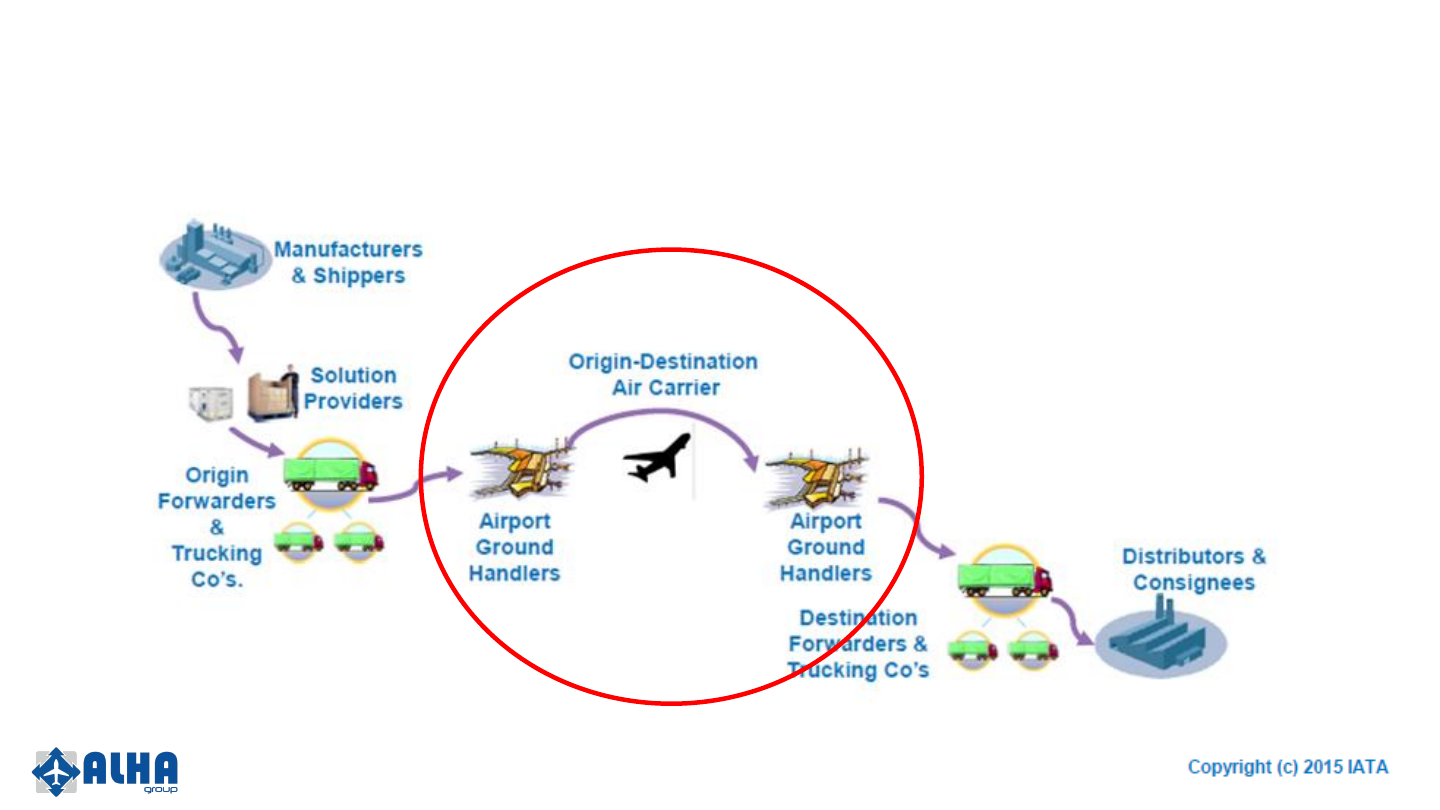 Manufacturers
& Shippers
Solution
Providers
Origin
Forwarders
&
Trucking
Co's.
Airport
Ground
Handlers
Origin-Destination
Air Carrier
Airport
Ground
Handlers
Destination
Forwarders &
Trucking Co's
Distributors &
Consignees
ALHA
group
Copyright (c) 2015 IATA